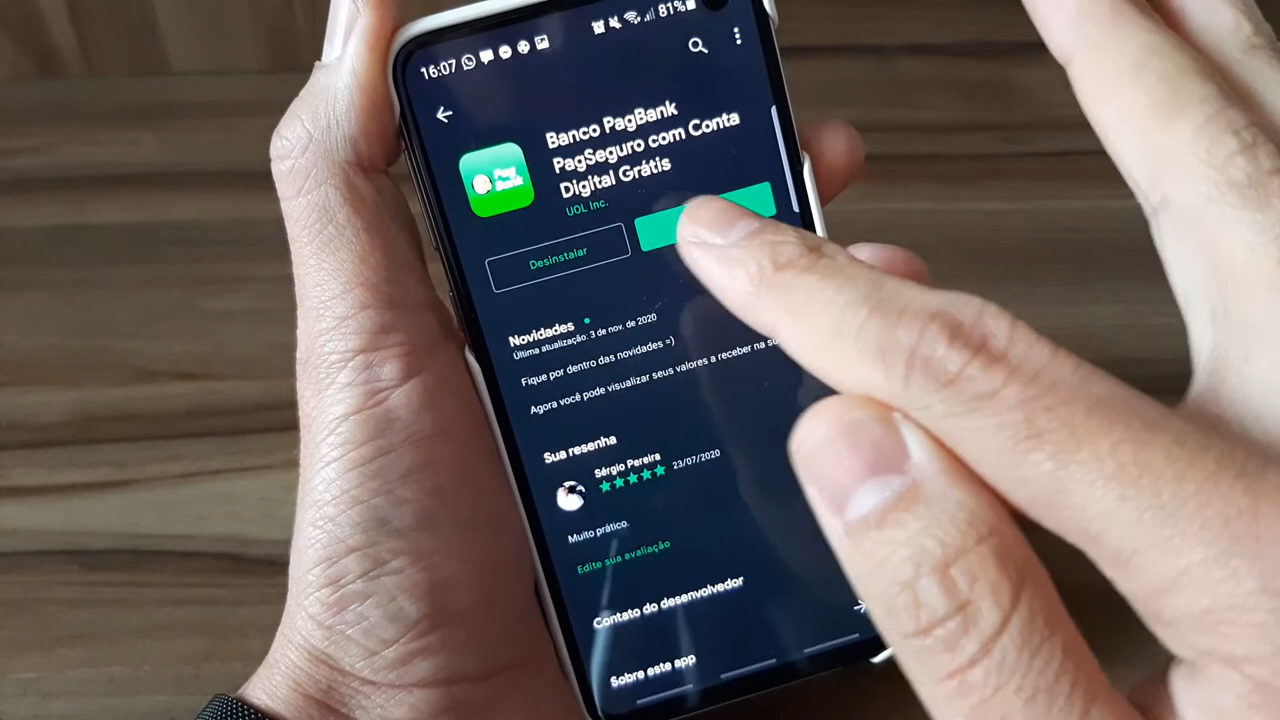 16:07
81%
Banco PagBank
PagSeguro com Conta
Digital Grátis
Pag
Bank
UOL Inc.
Desinstalar
Novidades
Última atualização: 3 de nov. de 2020
Fique por dentro das novidades =)
Agora você pode visualizar seus valores a receber na
Sua resenha
Sérgio Pereira
23/07/2020
Muito prático.
Edite sua avaliação
Contato do desenvolvedor
Sobre este app